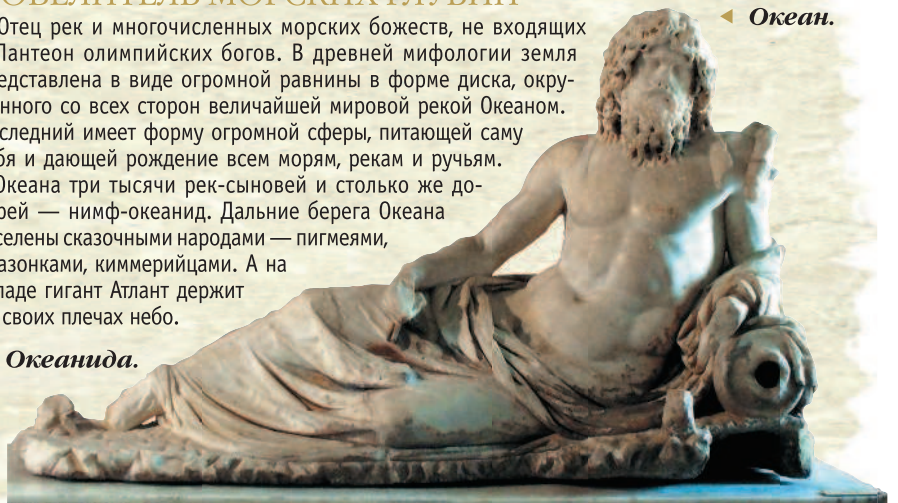 МОРСКИХ ГЛУБИН
Отец рек и многочисленных морских божеств, не входящих
Пантеон олимпийских богов. В древней мифологии земля
едставлена в виде огромной равнины в форме диска, окру-
нного со всех сторон величайшей мировой рекой Океаном.
следний имеет форму огромной сферы, питающей саму
бя и дающей рождение всем морям, рекам и ручьям.
Океана три тысячи рек-сыновей и столько же до-
рей — нимф-океанид. Дальние берега Океана
селены сказочными народами — пигмеями,
азонками, киммерийцами. А на
паде гигант Атлант держит
своих плечах небо.
Океанида.
Океан.